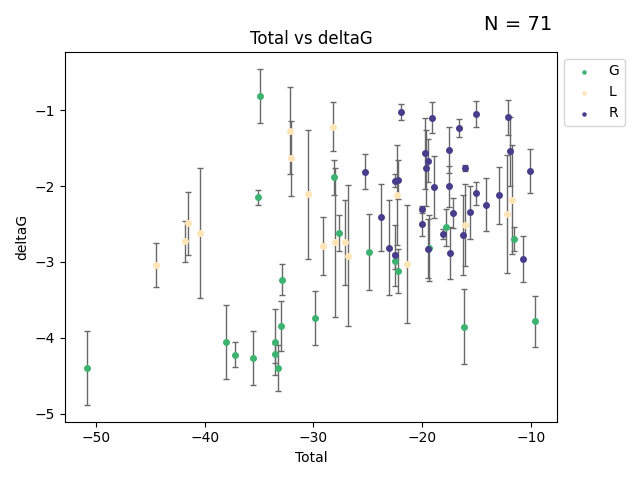 N = 71
Total vs deltaG
G
L
R
deltaG
−1
−2
−3
−4
−5
−50 −40 −30 −20 −10
Total